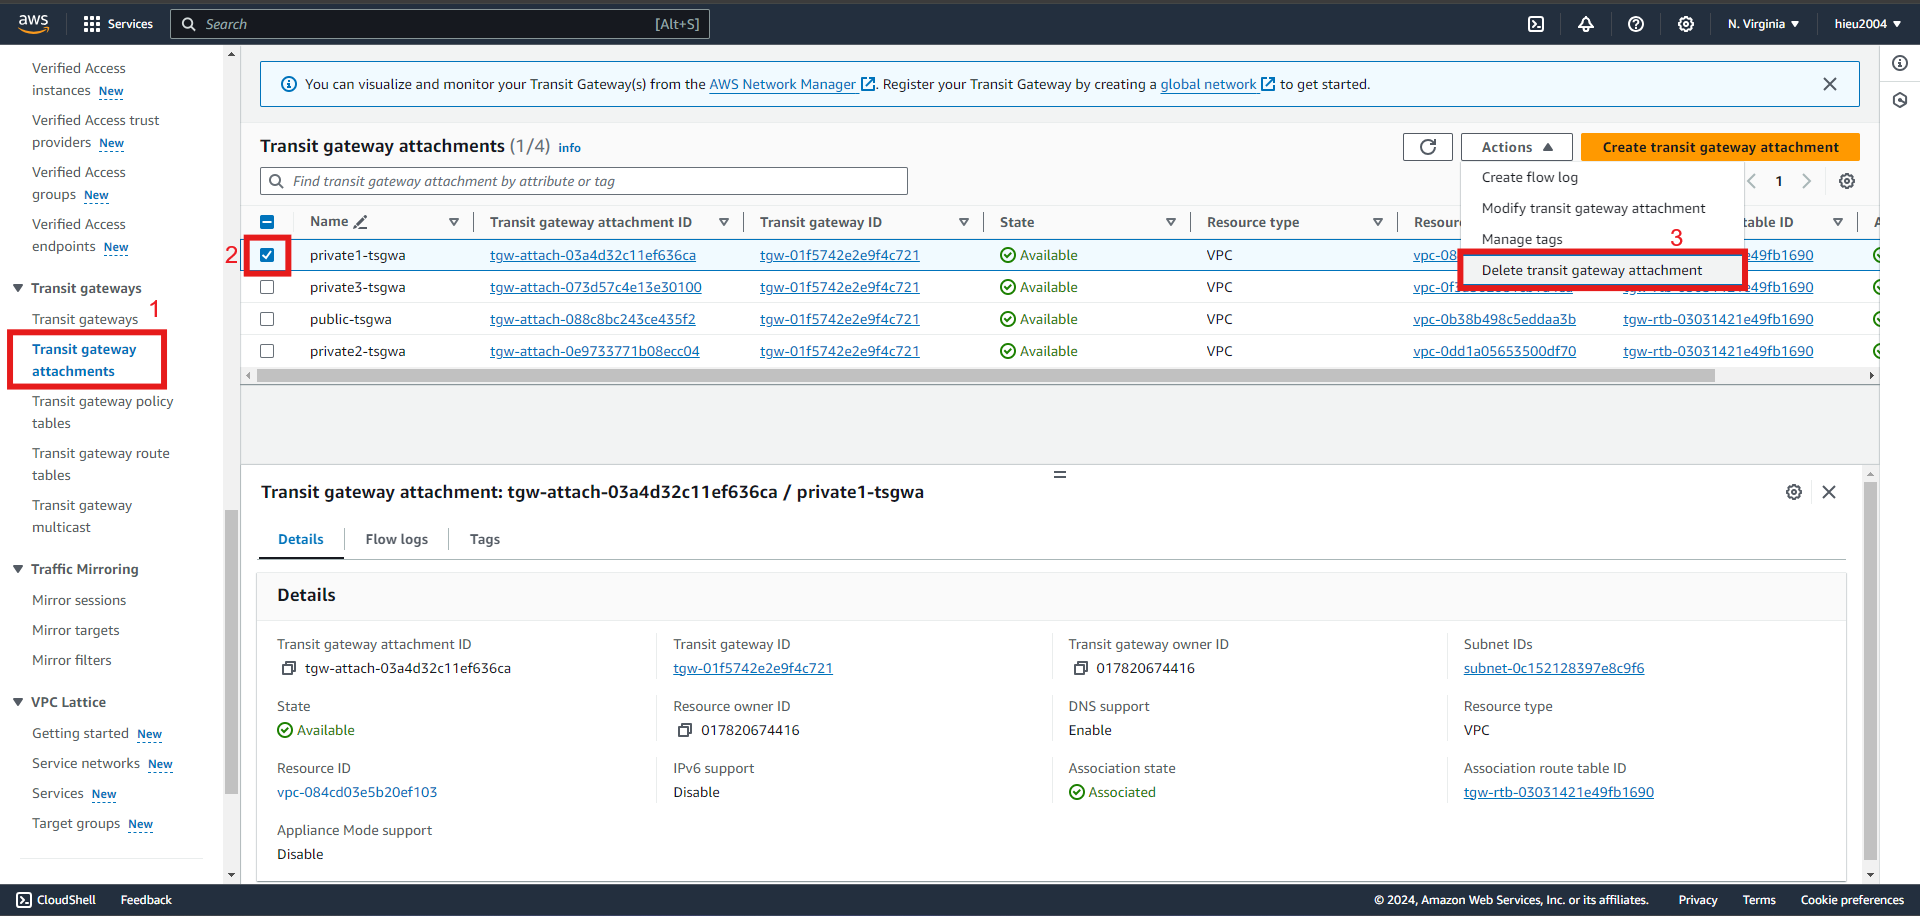 aws
Services
Search
[Alt+S]
N. Virginia
hieu2004
Verified Access
instances New
Verified Access trust
providers New
Verified Access
groups New
Verified Access
endpoints New
Transit gateways
1
Transit gateways
Transit gateway
attachments
Transit gateway policy
tables
Transit gateway route
tables
Transit gateway
multicast
Traffic Mirroring
Mirror sessions
Mirror targets
Mirror filters
VPC Lattice
Getting started New
Service networks New
Services New
Target groups New
You can visualize and monitor your Transit Gateway(s) from the AWS Network Manager . Register your Transit Gateway by creating a global network to get started.
Transit gateway attachments (1/4) info
Actions
Create transit gateway attachment
Find transit gateway attachment by attribute or tag
1
Create flow log
Modify transit gateway attachment
Manage tags
3
Delete transit gateway attachment
Name Transit gateway attachment ID Transit gateway ID State Resource type table ID
2
private1-tsgwa tgw-attach-03a4d32c11ef636ca tgw-01f5742e2e9f4c721 Available VPC
private3-tsgwa tgw-attach-073d57c4e13e30100 tgw-01f5742e2e9f4c721 Available VPC tgw-rtb-03031421e49fb1690
public-tsgwa tgw-attach-088c8bc243ce435f2 tgw-01f5742e2e9f4c721 Available VPC vpc-0b38b498c5eddaa3b tgw-rtb-03031421e49fb1690
private2-tsgwa tgw-attach-0e9733771b08ecc04 tgw-01f5742e2e9f4c721 Available VPC vpc-0dd1a05653500df70 tgw-rtb-03031421e49fb1690
Transit gateway attachment: tgw-attach-03a4d32c11ef636ca / private1-tsgwa
Details Flow logs Tags
Details
Transit gateway attachment ID Transit gateway ID Transit gateway owner ID Subnet IDs
tgw-attach-03a4d32c11ef636ca tgw-01f5742e2e9f4c721 017820674416 subnet-0c152128397e8c9f6
State Resource owner ID DNS support Resource type
Available 017820674416 Enable VPC
Resource ID IPv6 support Association state Association route table ID
vpc-084cd03e5b20ef103 Disable Associated tgw-rtb-03031421e49fb1690
Appliance Mode support
Disable
CloudShell Feedback © 2024, Amazon Web Services, Inc. or its affiliates. Privacy Terms Cookie preferences